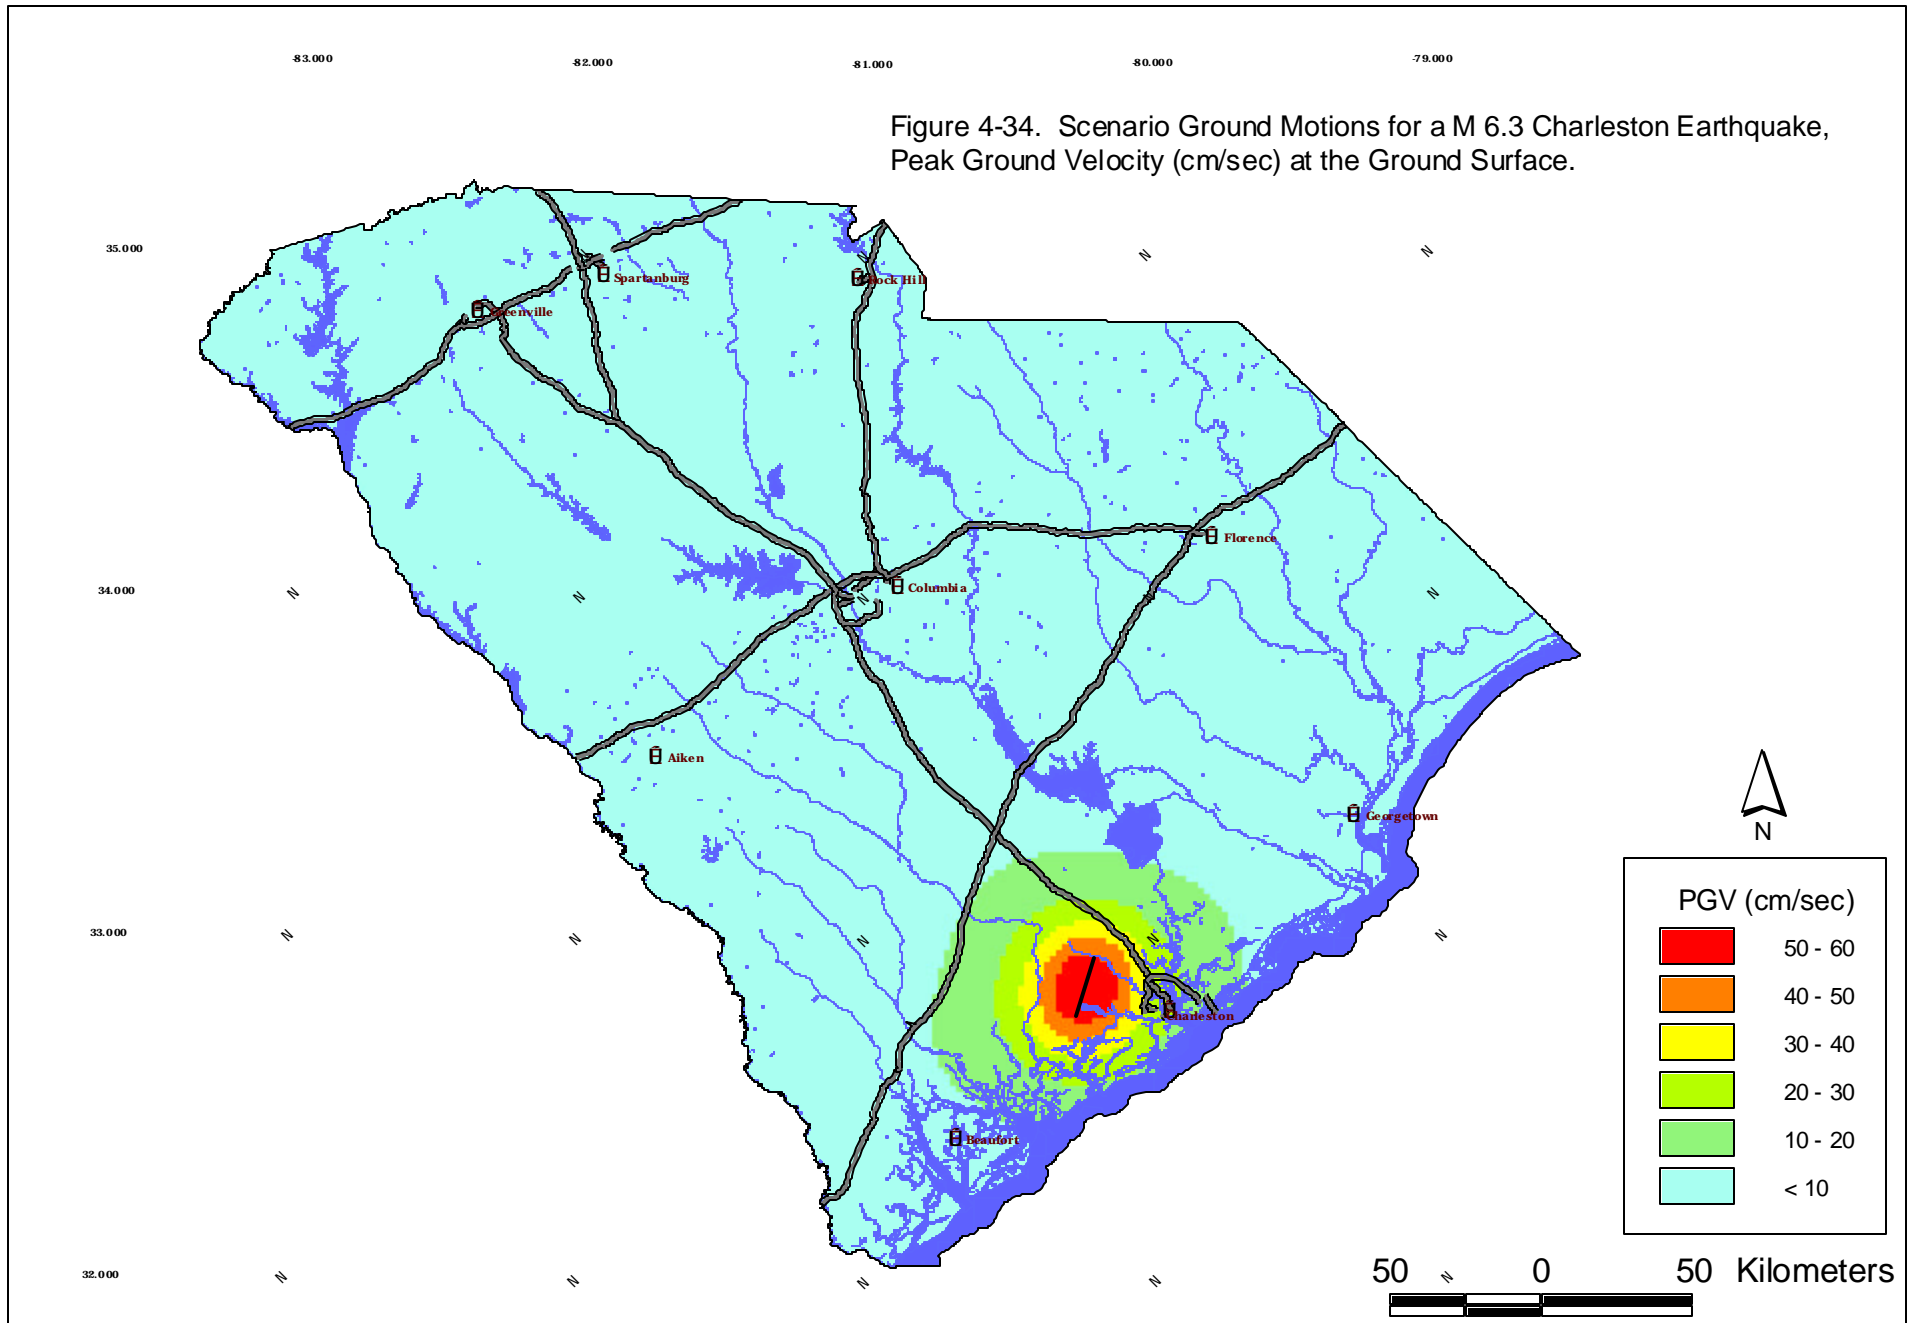 -83.000
-82.000
-81.000
-80.000
-79.000
Figure 4-34. Scenario Ground Motions for a M 6.3 Charleston Earthquake,
Peak Ground Velocity (cm/sec) at the Ground Surface.
35.000
N
N
N
Spartanburg
Rock Hill
Greenville
Florence
34.000
N
N
N
N
N
Columbia
Aiken
Georgetown
N
PGV (cm/sec)
50 - 60
40 - 50
30 - 40
20 - 30
10 - 20
< 10
33.000
N
N
N
N
N
Charleston
Beaufort
32.000
N
N
N
N
N
50 0 50 Kilometers